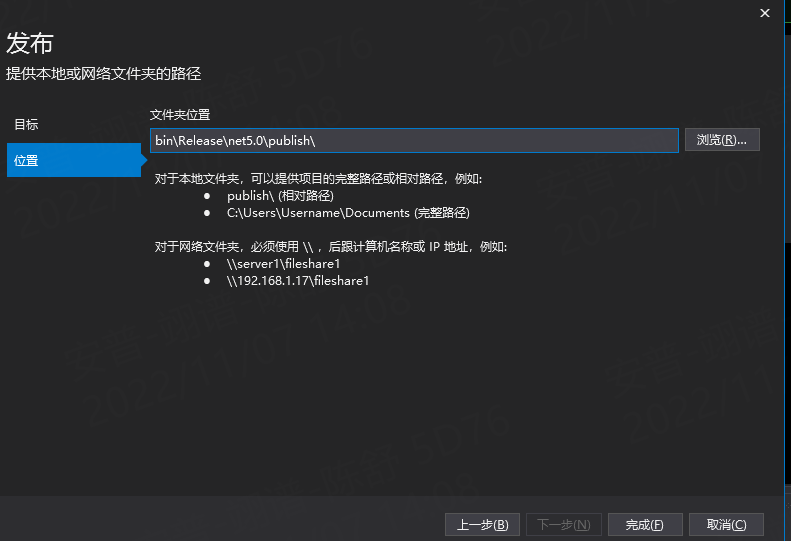 发布
提供本地或网络文件夹的路径
目标
位置
文件夹位置
bin\Release\net5.0\publish\
浏览(R)...
对于本地文件夹，可以提供项目的完整路径或相对路径，例如:
● publish\ (相对路径)
● C:\Users\Username\Documents (完整路径)
对于网络文件夹，必须使用 \\ ，后跟计算机名称或 IP 地址，例如:
● \\server1\fileshare1
● \\192.168.1.17\fileshare1
2022/11/07 14:08
上一步(B)
下一步(N)
完成(F)
取消(C)